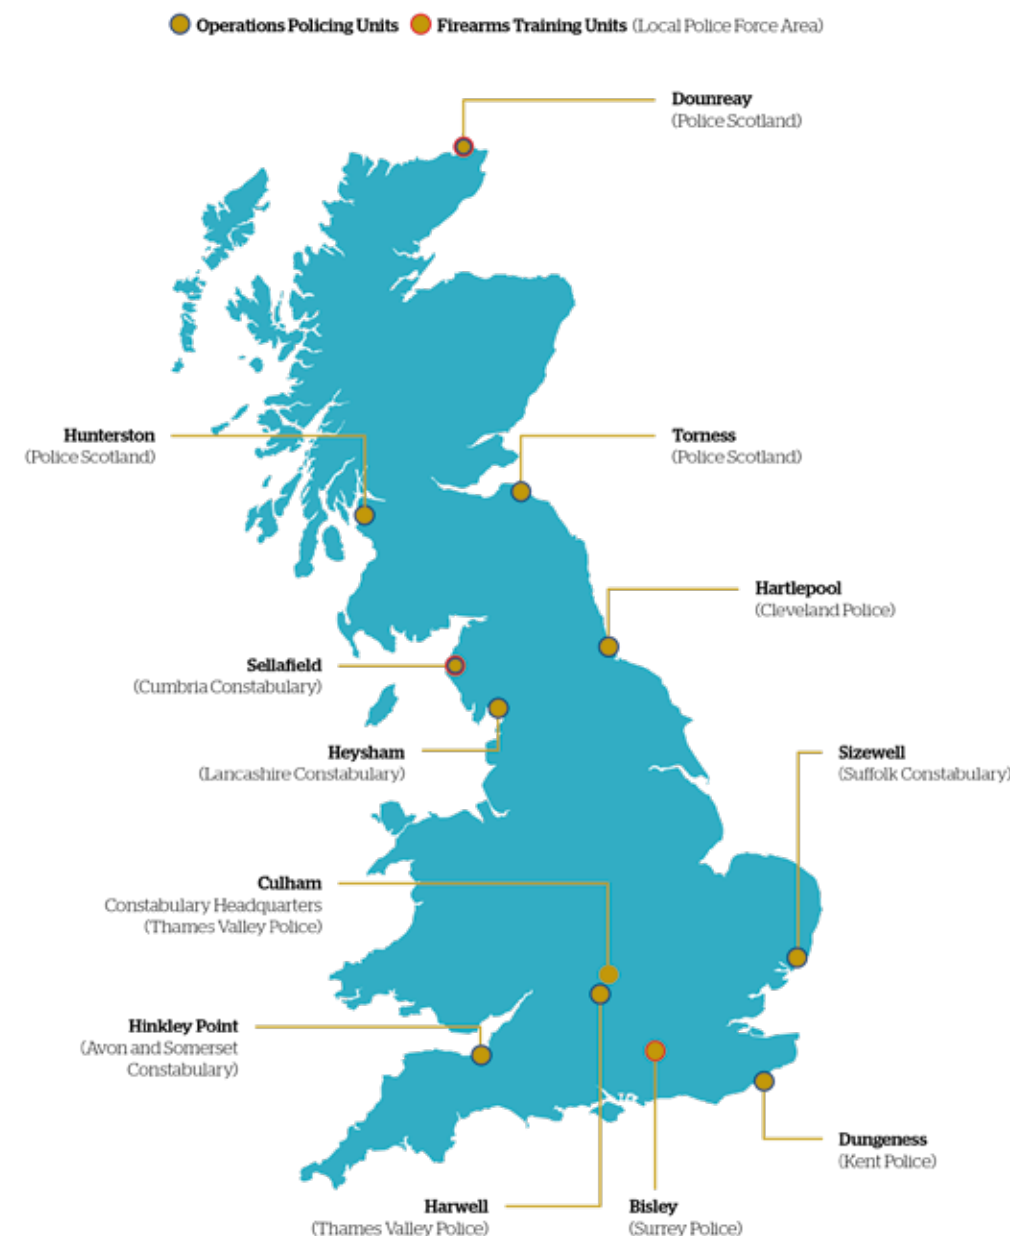 Operations Policing Units Firearms Training Units (Local Police Force Area)
Dounreay
(Police Scotland)
Hunterston
(Police Scotland)
Torness
(Police Scotland)
Hartlepool
(Cleveland Police)
Sellafield
(Cumbria Constabulary)
Heysham
(Lancashire Constabulary)
Sizewell
(Suffolk Constabulary)
Culham
Constabulary Headquarters
(Thames Valley Police)
Hinkley Point
(Avon and Somerset
Constabulary)
Dungeness
(Kent Police)
Harwell
(Thames Valley Police)
Bisley
(Surrey Police)